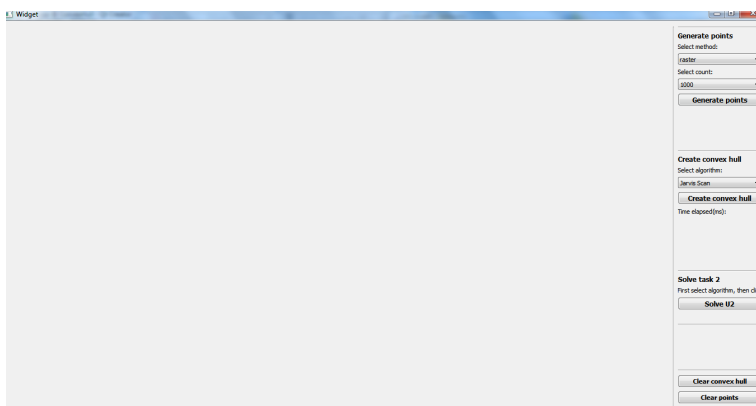 Widget
Generate points
Select method:
raster
Select count:
1000
Generate points
Create convex hull
Select algorithm:
Jarvis Scan
Create convex hull
Time elapsed(ms):
Solve task 2
First select algorithm, then cli
Solve U2
Clear convex hull
Clear points